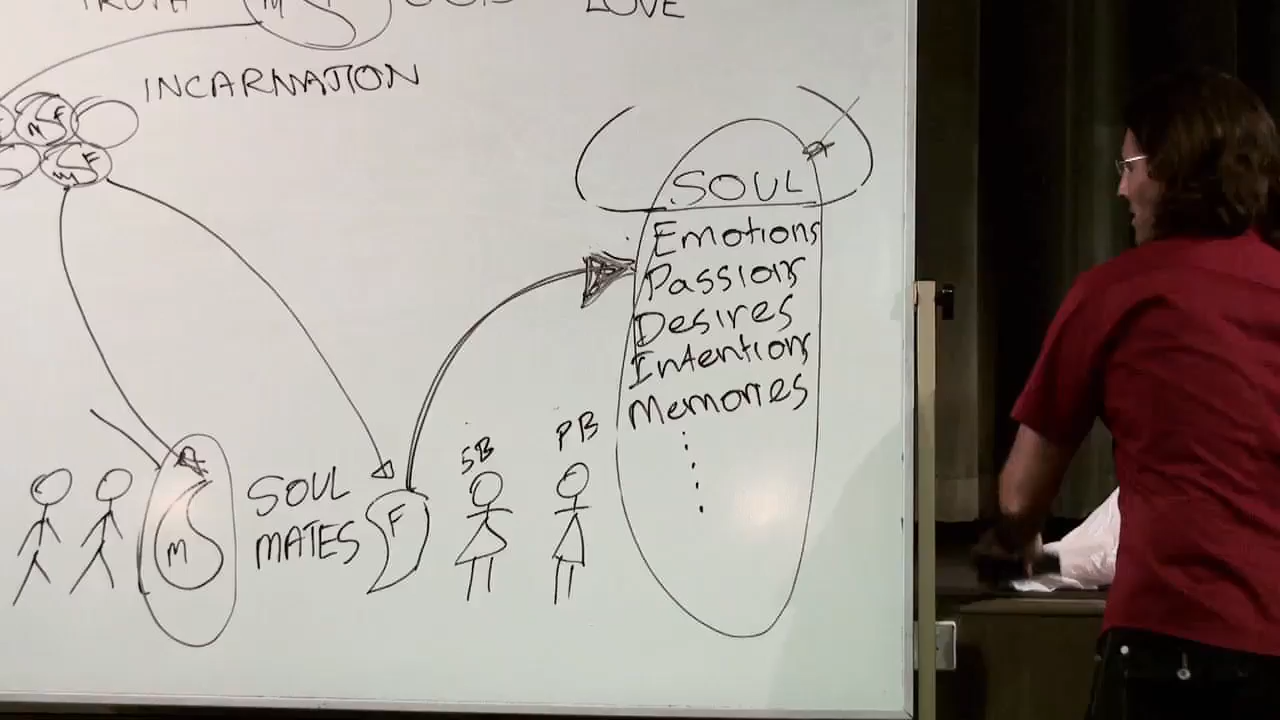 TRUTH
LOVE
INCARNATION
M F
M F
SOUL
Emotions
Passions
Desires
Intentions
Memories
SB
PB
SOUL
MATES
M
F